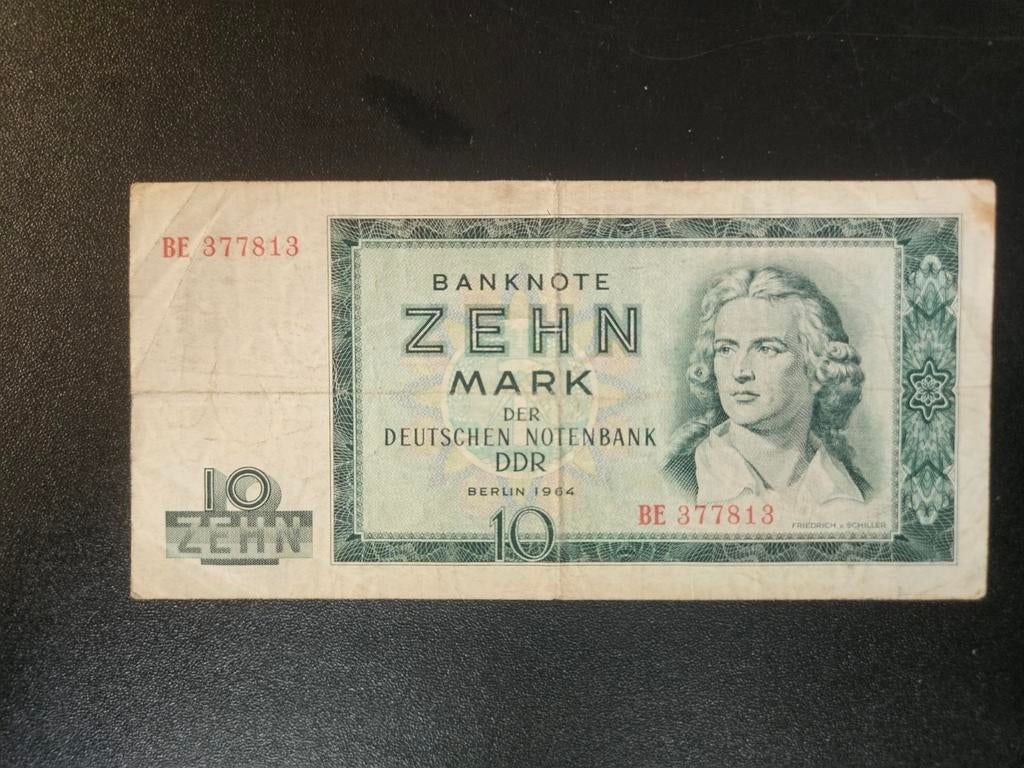 BE 377813
BANKNOTE
ZEHN
MARK
DER
DEUTSCHEN NOTENBANK
DDR
BERLIN 1964
10
BE 377813
FRIEDRICH v. SCHILLER
10
ZEHN